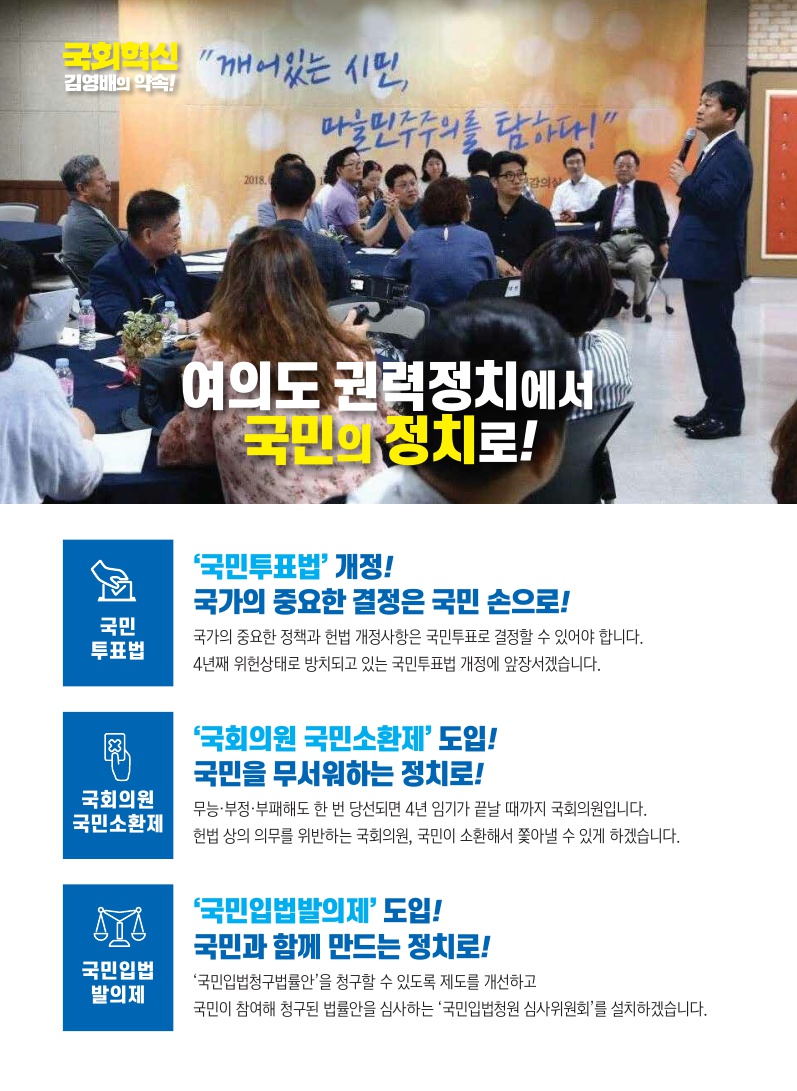 국회혁신
김영배의 약속!
"깨어있는 시민,
마을민주주의를 탐하다!"
2018.
강의실
여의도 권력정치에서
국민의 정치로!
국민
투표법
'국민투표법' 개정!
국가의 중요한 결정은 국민 손으로!
국가의 중요한 정책과 헌법 개정사항은 국민투표로 결정할 수 있어야 합니다.
4년째 위헌상태로 방치되고 있는 국민투표법 개정에 앞장서겠습니다.
국회의원
국민소환제
'국회의원 국민소환제' 도입!
국민을 무서워하는 정치로!
무능·부정·부패해도 한 번 당선되면 4년 임기가 끝날 때까지 국회의원입니다.
헌법 상의 의무를 위반하는 국회의원, 국민이 소환해서 쫓아낼 수 있게 하겠습니다.
국민입법
발의제
'국민입법발의제' 도입!
국민과 함께 만드는 정치로!
'국민입법청구법률안'을 청구할 수 있도록 제도를 개선하고
국민이 참여해 청구된 법률안을 심사하는 '국민입법청원 심사위원회'를 설치하겠습니다.